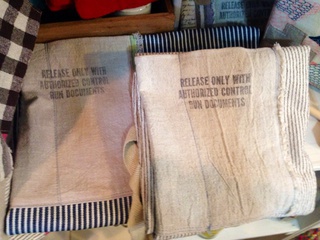 RELEASE ONLY WITH
AUTHORIZED CONTROL
RUN DOCUMENTS
RELEASE ONLY WITH
AUTHORIZED CONTROL
RUN DOCUMENTS